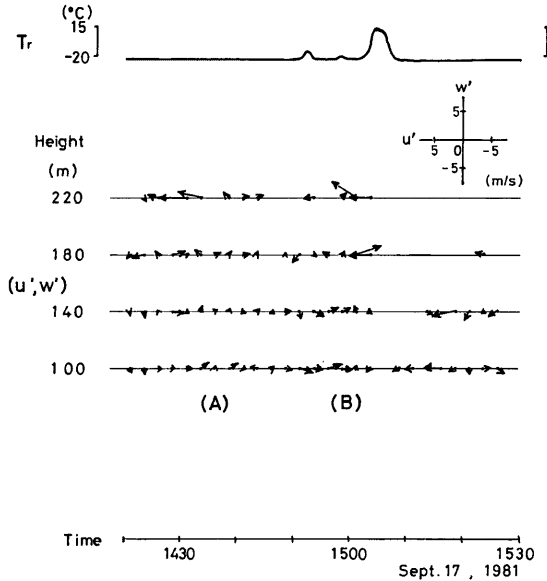 (°C)
Tr
15
-20
w'
5
u'
5 0 -5
-5
(m/s)
Height
(m)
220
180
(u',w')
140
100
(A) (B)
Time
1430 1500 1530
Sept.17, 1981